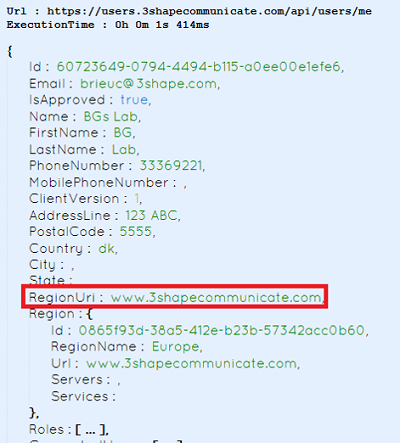 Url : https://users.3shapecommunicate.com/api/users/me
ExecutionTime : 0h 0m 1s 414ms
{
Id : 60723649-0794-4494-b115-a0ee00e1efe6,
Email : brieuc@3shape.com,
IsApproved : true,
Name : BGs Lab,
FirstName : BG,
LastName : Lab,
PhoneNumber : 33369221,
MobilePhoneNumber : ,
ClientVersion : 1,
AddressLine : 123 ABC,
PostalCode : 5555,
Country : dk,
City : ,
State :
RegionUri : www.3shapecommunicate.com,
Region : {
Id : 0865f93d-38a5-412e-b23b-57342acc0b60,
RegionName : Europe,
Url : www.3shapecommunicate.com,
Servers : ,
Services :
},
Roles : [ ... ],